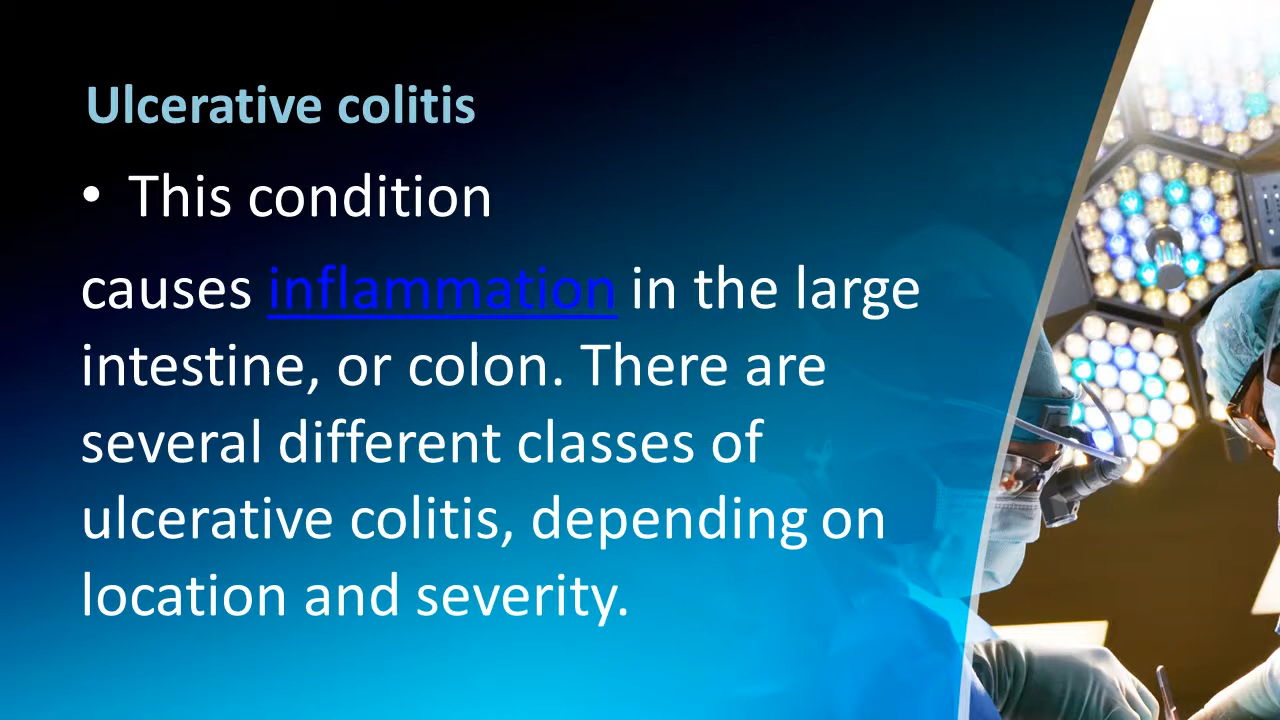 Ulcerative colitis
• This condition
causes inflammation in the large
intestine, or colon. There are
several different classes of
ulcerative colitis, depending on
location and severity.